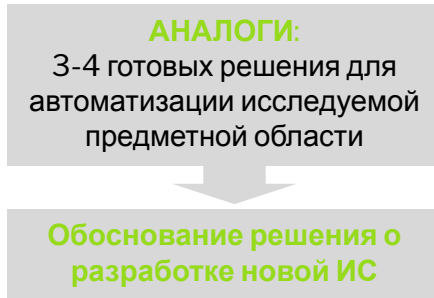 АНАЛОГИ:
3-4 готовых решения для
автоматизации исследуемой
предметной области
Обоснование решения о
разработке новой ИС